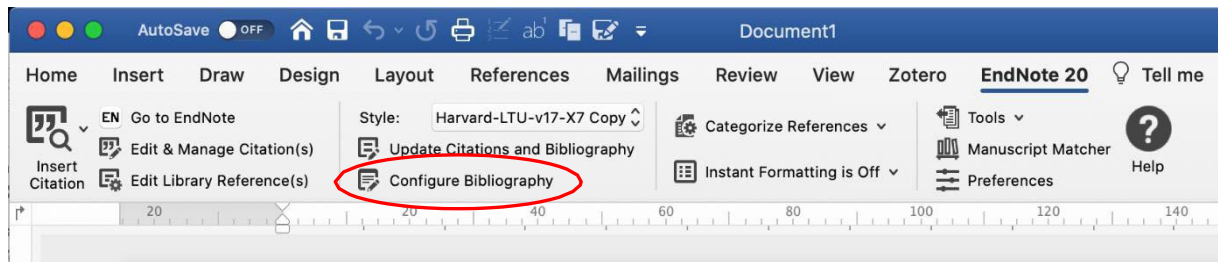 AutoSave OFF ab Document1
Home Insert Draw Design Layout References Mailings Review View Zotero EndNote 20 Tell me
EN Go to EndNote Style: Harvard-LTU-v17-X7 Copy Categorize References Tools
Edit & Manage Citation(s) Update Citations and Bibliography Manuscript Matcher
Insert Citation Edit Library Reference(s) Configure Bibliography Instant Formatting is Off Preferences Help
20 20 40 60 80 100 120 140